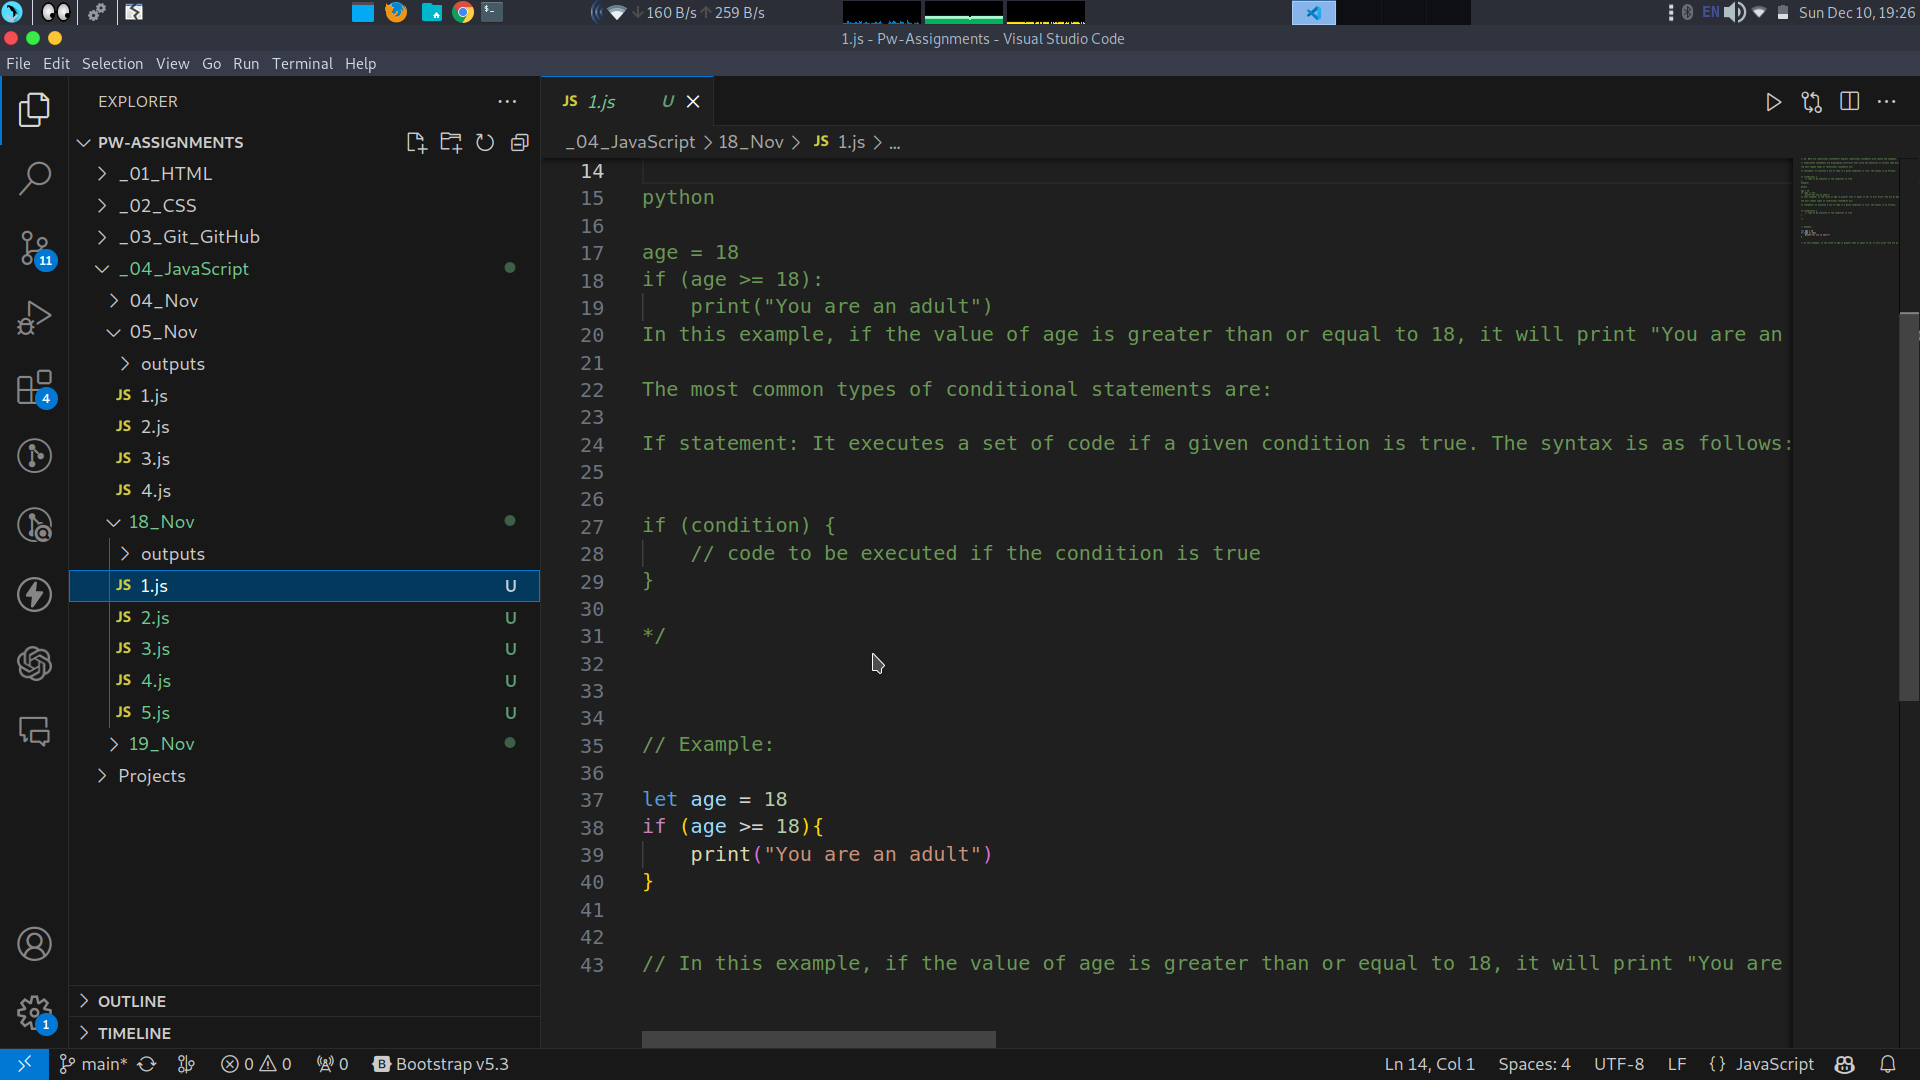 160 B/s 259 B/s
EN
Sun Dec 10, 19:26
1.js - Pw-Assignments - Visual Studio Code
File Edit Selection View Go Run Terminal Help
EXPLORER
JS 1.js U
PW-ASSIGNMENTS
_04_JavaScript > 18_Nov > JS 1.js > ...
_01_HTML
_02_CSS
_03_Git_GitHub
_04_JavaScript
04_Nov
05_Nov
outputs
JS 1.js
JS 2.js
JS 3.js
JS 4.js
18_Nov
outputs
JS 1.js U
JS 2.js U
JS 3.js U
JS 4.js U
JS 5.js U
19_Nov
Projects
OUTLINE
TIMELINE
11
4
1
14
15 python
16
17 age = 18
18 if (age >= 18):
19 print("You are an adult")
20 In this example, if the value of age is greater than or equal to 18, it will print "You are an
21
22 The most common types of conditional statements are:
23
24 If statement: It executes a set of code if a given condition is true. The syntax is as follows:
25
26
27 if (condition) {
28 // code to be executed if the condition is true
29 }
30
31 */
32
33
34
35 // Example:
36
37 let age = 18
38 if (age >= 18){
39 print("You are an adult")
40 }
41
42
43 // In this example, if the value of age is greater than or equal to 18, it will print "You are
main* 0 0 0 Bootstrap v5.3
Ln 14, Col 1 Spaces: 4 UTF-8 LF {} JavaScript